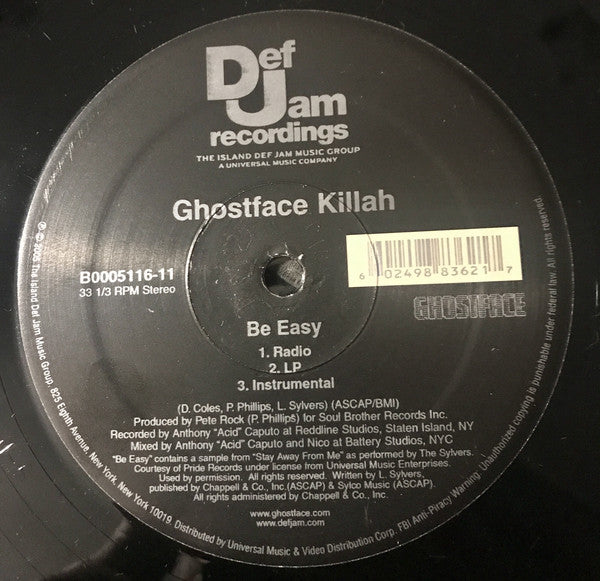 Def
Jam
recordings
THE ISLAND DEF JAM MUSIC GROUP
A UNIVERSAL MUSIC COMPANY
Ghostface Killah
B0005116-11
33 1/3 RPM Stereo
6 02498 83621 7
GHOSTFACE
Be Easy
1. Radio
2. LP
3. Instrumental
(D. Coles, P. Phillips, L. Sylvers) (ASCAP/BMI)
Produced by Pete Rock (P. Phillips) for Soul Brother Records Inc.
Recorded by Anthony "Acid" Caputo at Reddline Studios, Staten Island, NY
Mixed by Anthony "Acid" Caputo and Nico at Battery Studios, NYC
"Be Easy" contains a sample from "Stay Away From Me" as performed by The Sylvers.
Courtesy of Pride Records under license from Universal Music Enterprises.
Used by permission. All rights reserved. Written by L. Sylvers,
published by Chappell & Co., Inc.(ASCAP) & Sylco Music (ASCAP).
All rights administered by Chappell & Co., Inc.
www.ghostface.com
www.defjam.com
℗ © 2005 The Island Def Jam Music Group, 825 Eighth Avenue, New York, New York 10019. Distributed by Universal Music & Video Distribution Corp. FBI Anti-Piracy Warning: Unauthorized copying is punishable under federal law. All rights reserved.